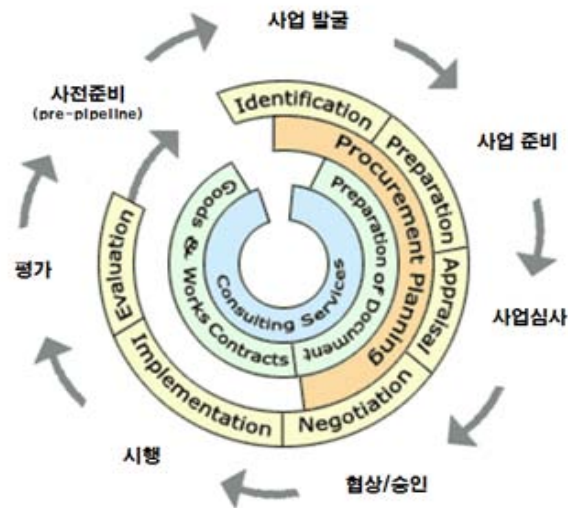 사업 발굴
사전준비
(pre-pipeline)
사업 준비
평가
사업심사
시행
협상/승인
Identification
Preparation
Appraisal
Negotiation
Implementation
Evaluation
Procurement Planning
Preparation of Document
Goods & Works Contracts
Consulting Services